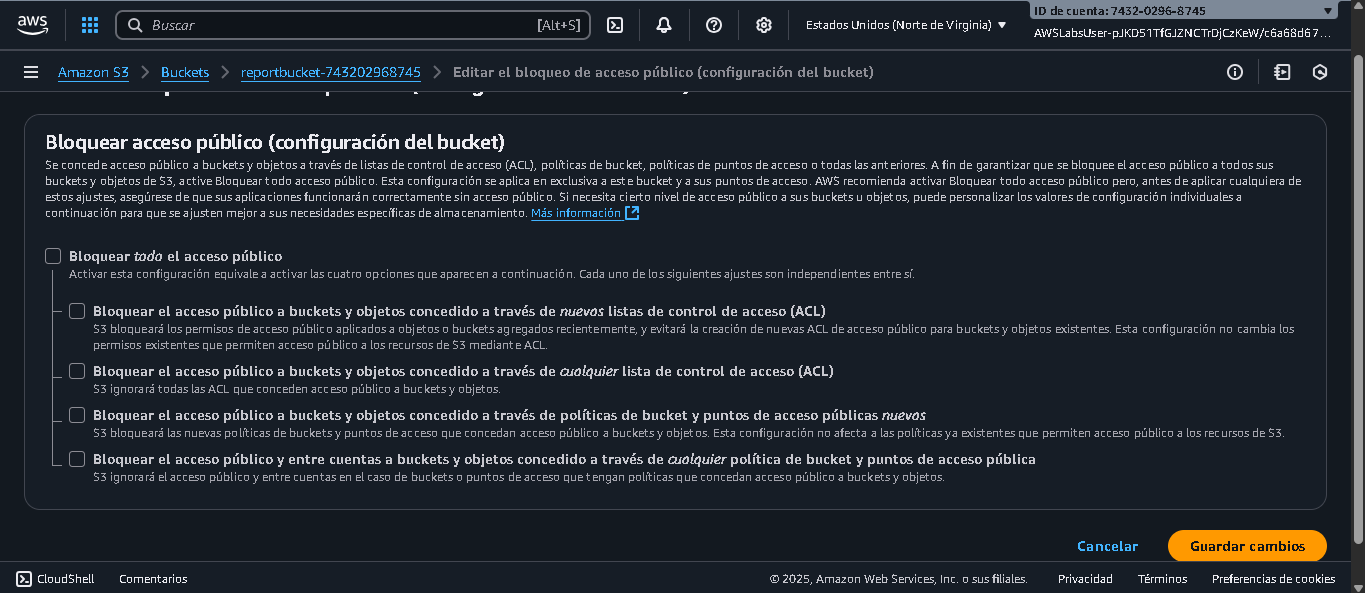 aws
Buscar [Alt+S]
Estados Unidos (Norte de Virginia)
ID de cuenta: 7432-0296-8745
AWSLabsUser-pJKD51TfGJZNCTrDjCzKeW/c6a68d67...
Amazon S3 > Buckets > reportbucket-743202968745 > Editar el bloqueo de acceso público (configuración del bucket)
Bloquear acceso público (configuración del bucket)
Se concede acceso público a buckets y objetos a través de listas de control de acceso (ACL), políticas de bucket, políticas de puntos de acceso o todas las anteriores. A fin de garantizar que se bloquee el acceso público a todos sus
buckets y objetos de S3, active Bloquear todo acceso público. Esta configuración se aplica en exclusiva a este bucket y a sus puntos de acceso. AWS recomienda activar Bloquear todo acceso público pero, antes de aplicar cualquiera de
estos ajustes, asegúrese de que sus aplicaciones funcionarán correctamente sin acceso público. Si necesita cierto nivel de acceso público a sus buckets u objetos, puede personalizar los valores de configuración individuales a
continuación para que se ajusten mejor a sus necesidades específicas de almacenamiento. Más información
Bloquear todo el acceso público
Activar esta configuración equivale a activar las cuatro opciones que aparecen a continuación. Cada uno de los siguientes ajustes son independientes entre sí.
Bloquear el acceso público a buckets y objetos concedido a través de nuevas listas de control de acceso (ACL)
S3 bloqueará los permisos de acceso público aplicados a objetos o buckets agregados recientemente, y evitará la creación de nuevas ACL de acceso público para buckets y objetos existentes. Esta configuración no cambia los
permisos existentes que permiten acceso público a los recursos de S3 mediante ACL.
Bloquear el acceso público a buckets y objetos concedido a través de cualquier lista de control de acceso (ACL)
S3 ignorará todas las ACL que conceden acceso público a buckets y objetos.
Bloquear el acceso público a buckets y objetos concedido a través de políticas de bucket y puntos de acceso públicas nuevas
S3 bloqueará las nuevas políticas de buckets y puntos de acceso que concedan acceso público a buckets y objetos. Esta configuración no afecta a las políticas ya existentes que permiten acceso público a los recursos de S3.
Bloquear el acceso público y entre cuentas a buckets y objetos concedido a través de cualquier política de bucket y puntos de acceso pública
S3 ignorará el acceso público y entre cuentas en el caso de buckets o puntos de acceso que tengan políticas que concedan acceso público a buckets y objetos.
Cancelar Guardar cambios
CloudShell Comentarios © 2025, Amazon Web Services, Inc. o sus filiales. Privacidad Términos Preferencias de cookies